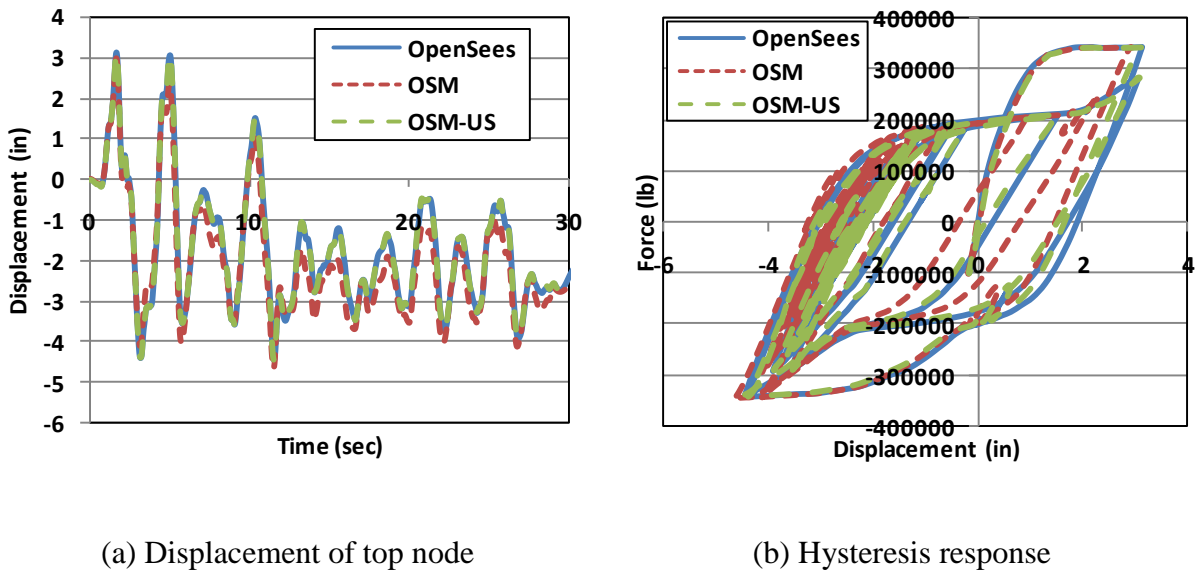 4
3
2
1
0
-1
-2
-3
-4
-5
-6
0
10
20
30
Displacement (in)
Time (sec)
OpenSees
OSM
OSM-US
400000
300000
200000
100000
0
-100000
-200000
-300000
-400000
-6
-4
-2
0
2
4
Force (lb)
Displacement (in)
OpenSees
OSM
OSM-US
(a) Displacement of top node
(b) Hysteresis response